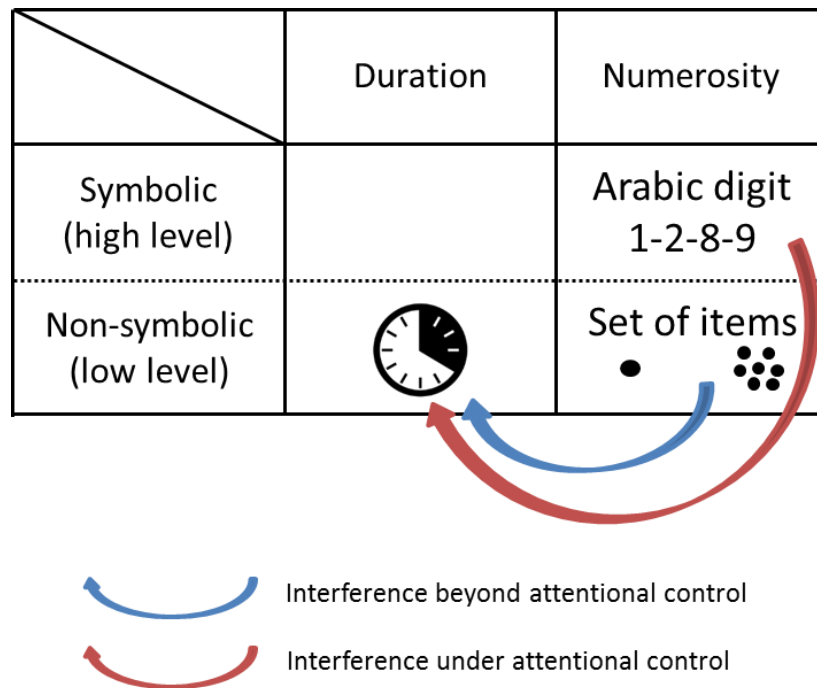 Duration
Numerosity
Symbolic
(high level)
Arabic digit
1-2-8-9
Non-symbolic
(low level)
Set of items
Interference beyond attentional control
Interference under attentional control